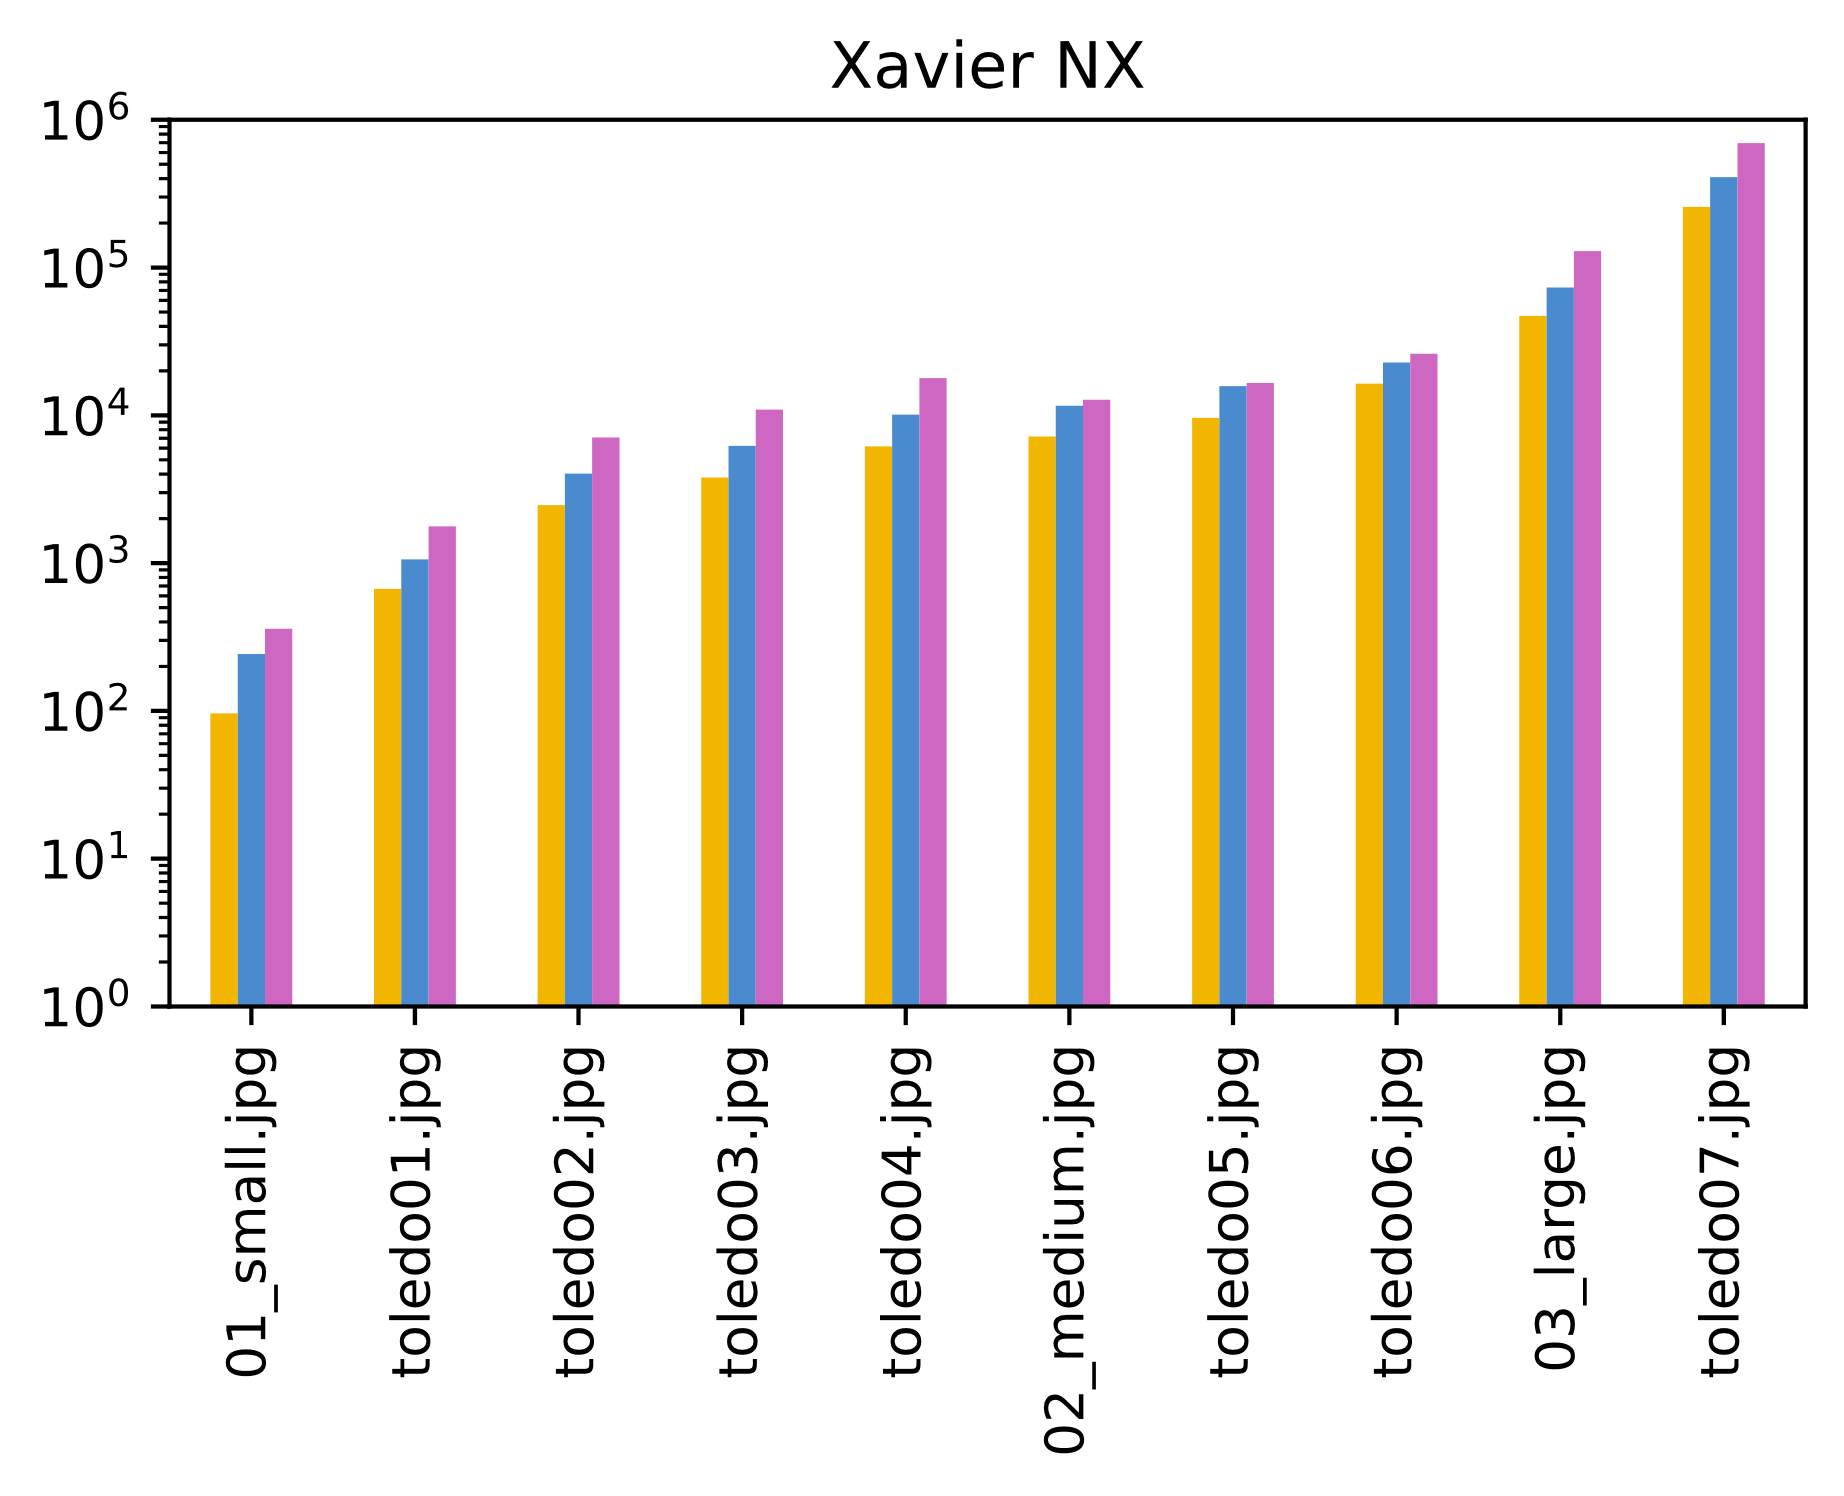 Xavier NX
10⁶
10⁵
10⁴
10³
10²
10¹
10⁰
01_small.jpg
toledo01.jpg
toledo02.jpg
toledo03.jpg
toledo04.jpg
02_medium.jpg
toledo05.jpg
toledo06.jpg
03_large.jpg
toledo07.jpg